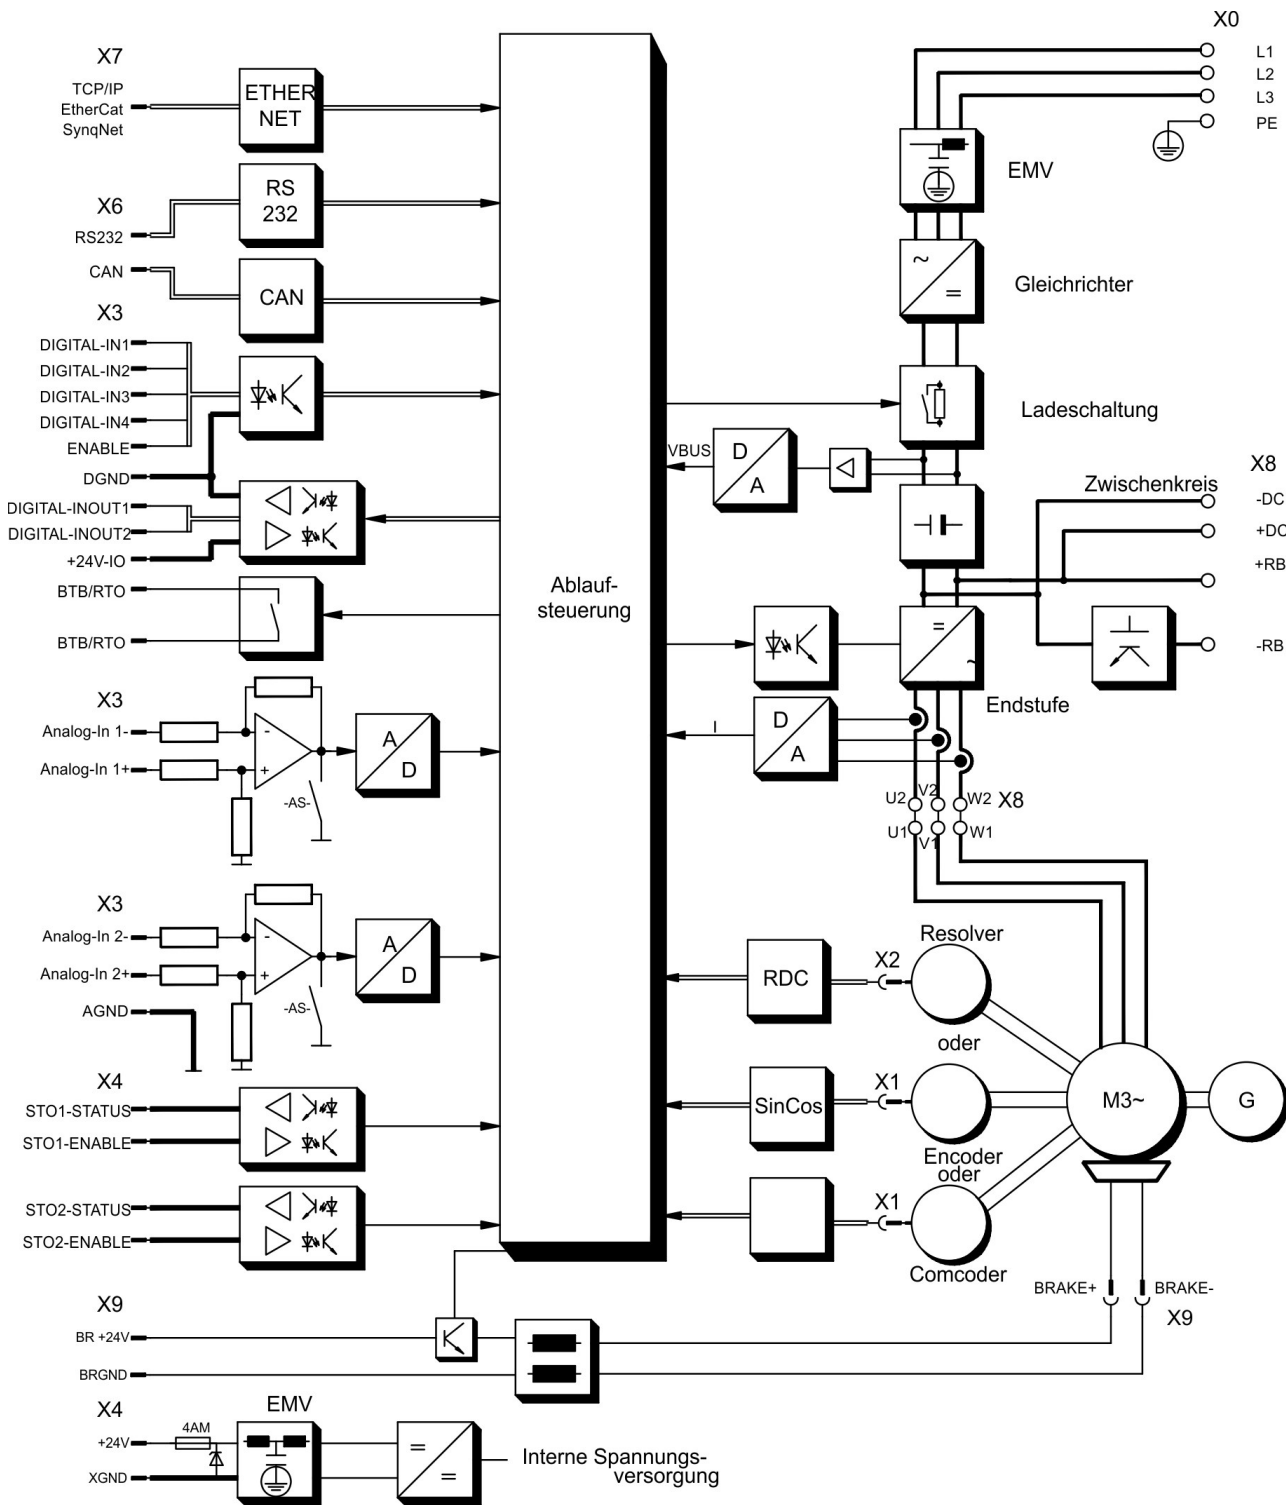 X7
TCP/IP
EtherCat
SynqNet
ETHER
NET
X6
RS232
RS
232
CAN
CAN
X3
DIGITAL-IN1
DIGITAL-IN2
DIGITAL-IN3
DIGITAL-IN4
ENABLE
DGND
DIGITAL-INOUT1
DIGITAL-INOUT2
+24V-IO
BTB/RTO
BTB/RTO
X3
Analog-In 1-
Analog-In 1+
-
+
-AS-
A
D
X3
Analog-In 2-
Analog-In 2+
AGND
-
+
-AS-
A
D
X4
STO1-STATUS
STO1-ENABLE
STO2-STATUS
STO2-ENABLE
X9
BR +24V
BRGND
X4
+24V
XGND
4AM
EMV
=
=
Interne Spannungs-
versorgung
Ablauf-
steuerung
X0
L1
L2
L3
PE
EMV
~
=
Gleichrichter
Ladeschaltung
VBUS
D
A
Zwischenkreis
X8
-DC
+DC
+RB
-RB
=
~
Endstufe
I
D
A
U2
V2
W2
X8
U1
V1
W1
RDC
X2
Resolver
oder
SinCos
X1
Encoder
oder
X1
Comcoder
M3~
G
BRAKE+
BRAKE-
X9